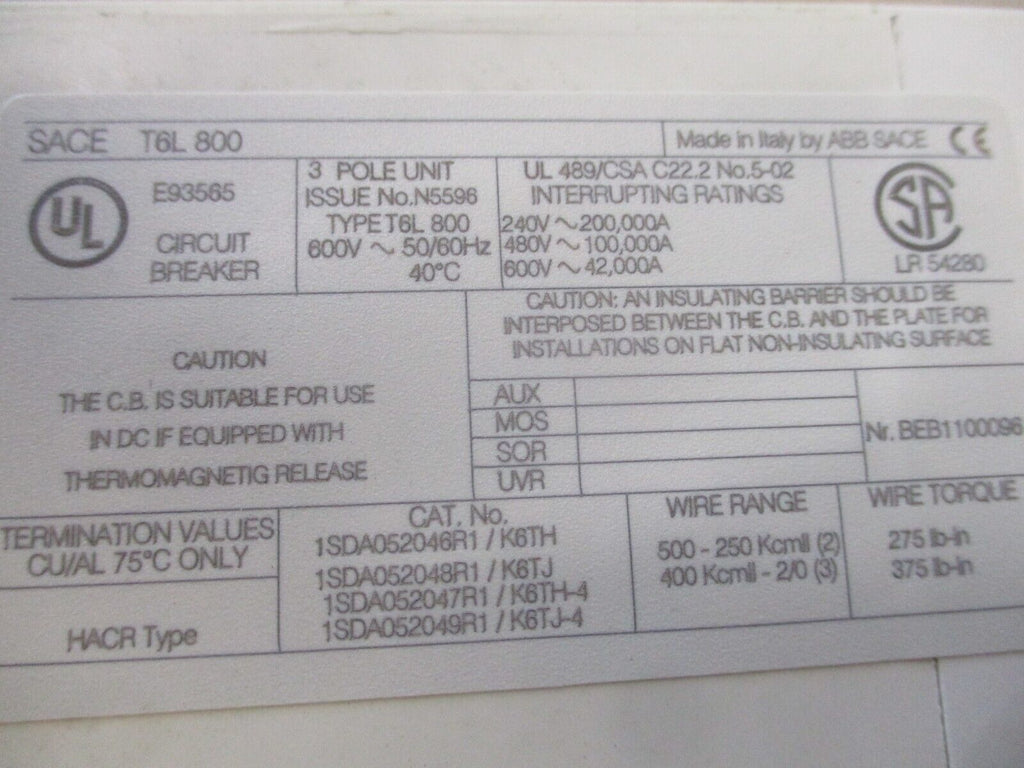 SACE T6L 800 Made in Italy by ABB SACE CE
UL
E93565
CIRCUIT
BREAKER
3 POLE UNIT
ISSUE No.N5596
TYPE T6L 800
600V ~ 50/60Hz
40°C
UL 489/CSA C22.2 No.5-02
INTERRUPTING RATINGS
240V ~ 200,000A
480V ~ 100,000A
600V ~ 42,000A
SA
LR 54280
CAUTION
THE C.B. IS SUITABLE FOR USE
IN DC IF EQUIPPED WITH
THERMOMAGNETIG RELEASE
CAUTION: AN INSULATING BARRIER SHOULD BE
INTERPOSED BETWEEN THE C.B. AND THE PLATE FOR
INSTALLATIONS ON FLAT NON-INSULATING SURFACE
AUX
MOS
SOR
UVR
Nr. BEB1100096
TERMINATION VALUES
CU/AL 75°C ONLY
HACR Type
CAT. No.
1SDA052046R1 / K6TH
1SDA052048R1 / K6TJ
1SDA052047R1 / K6TH-4
1SDA052049R1 / K6TJ-4
WIRE RANGE
500 - 250 Kcmil (2)
400 Kcmil - 2/0 (3)
WIRE TORQUE
275 lb-in
375 lb-in